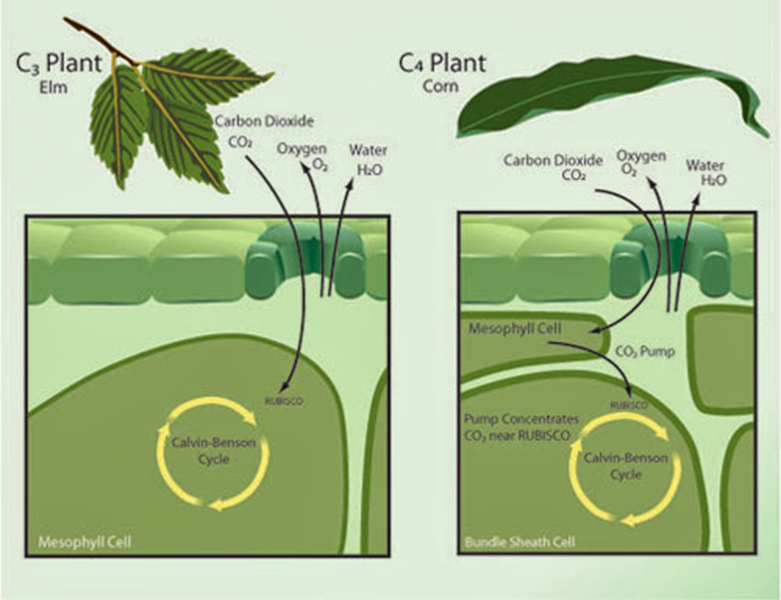 C₃ Plant
Elm
Carbon Dioxide
CO₂
Oxygen
O₂
Water
H₂O
RUBISCO
Calvin-Benson
Cycle
Mesophyll Cell
C₄ Plant
Corn
Carbon Dioxide
CO₂
Oxygen
O₂
Water
H₂O
Mesophyll Cell
CO₂ Pump
RUBISCO
Pump Concentrates
CO₂ near RUBISCO
Calvin-Benson
Cycle
Bundle Sheath Cell